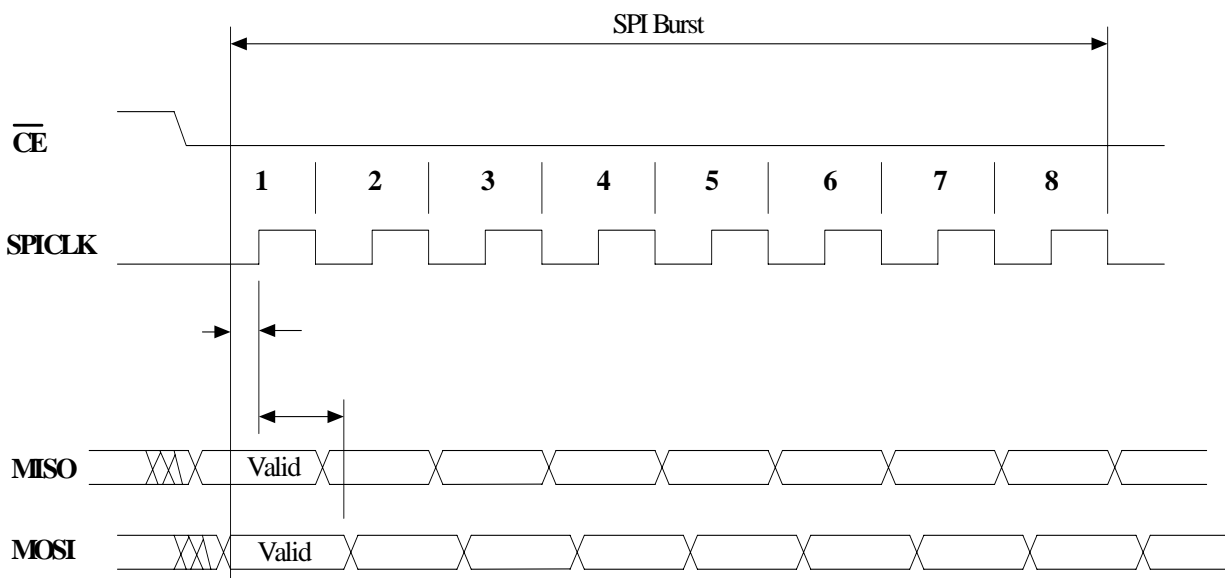 SPI Burst
CE
1 2 3 4 5 6 7 8
SPICLK
MISO Valid
MOSI Valid